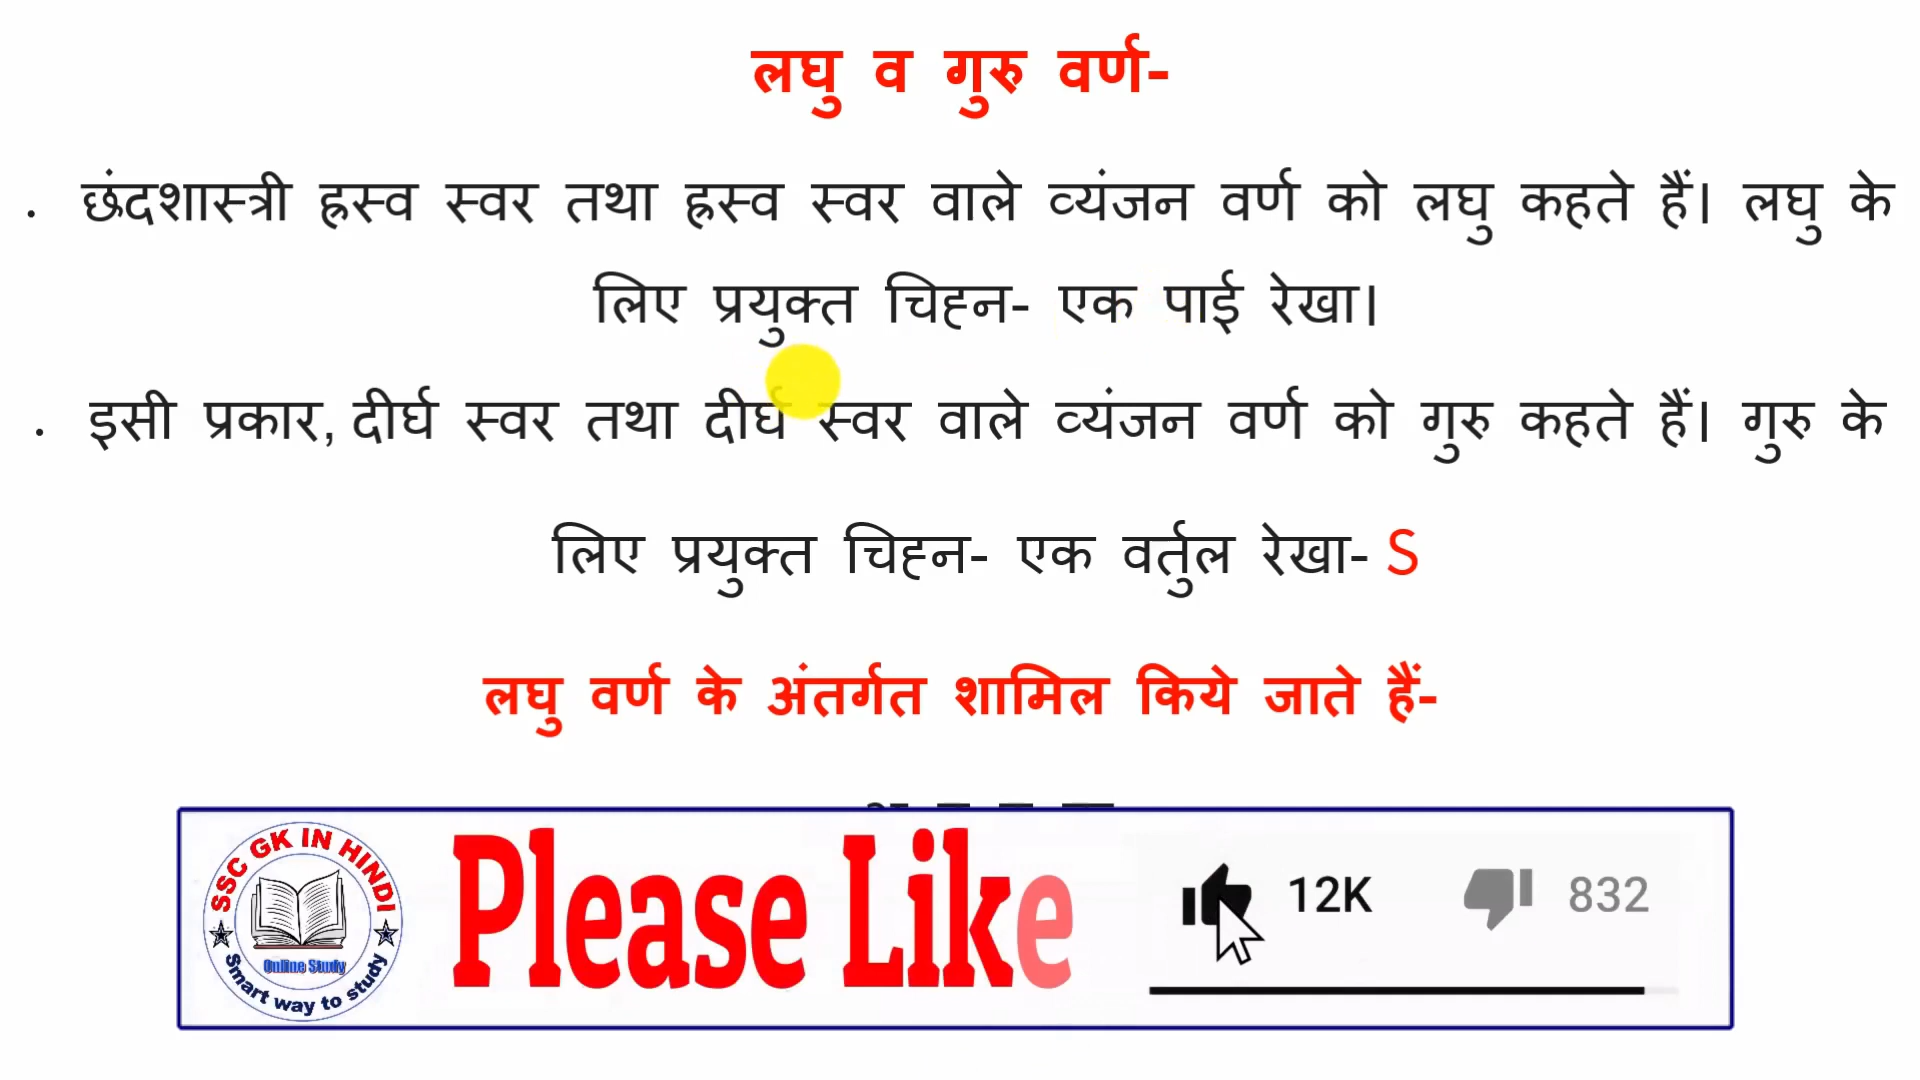 लघु व गुरु वर्ण-
. छंदशास्त्री ह्रस्व स्वर तथा ह्रस्व स्वर वाले व्यंजन वर्ण को लघु कहते हैं। लघु के
लिए प्रयुक्त चिह्न- एक पाई रेखा।
. इसी प्रकार, दीर्घ स्वर तथा दीर्घ स्वर वाले व्यंजन वर्ण को गुरु कहते हैं। गुरु के
लिए प्रयुक्त चिह्न- एक वर्तुल रेखा- S
लघु वर्ण के अंतर्गत शामिल किये जाते हैं-
SSC GK IN HINDI
Online Study
Smart way to study
Please Like
12K
832